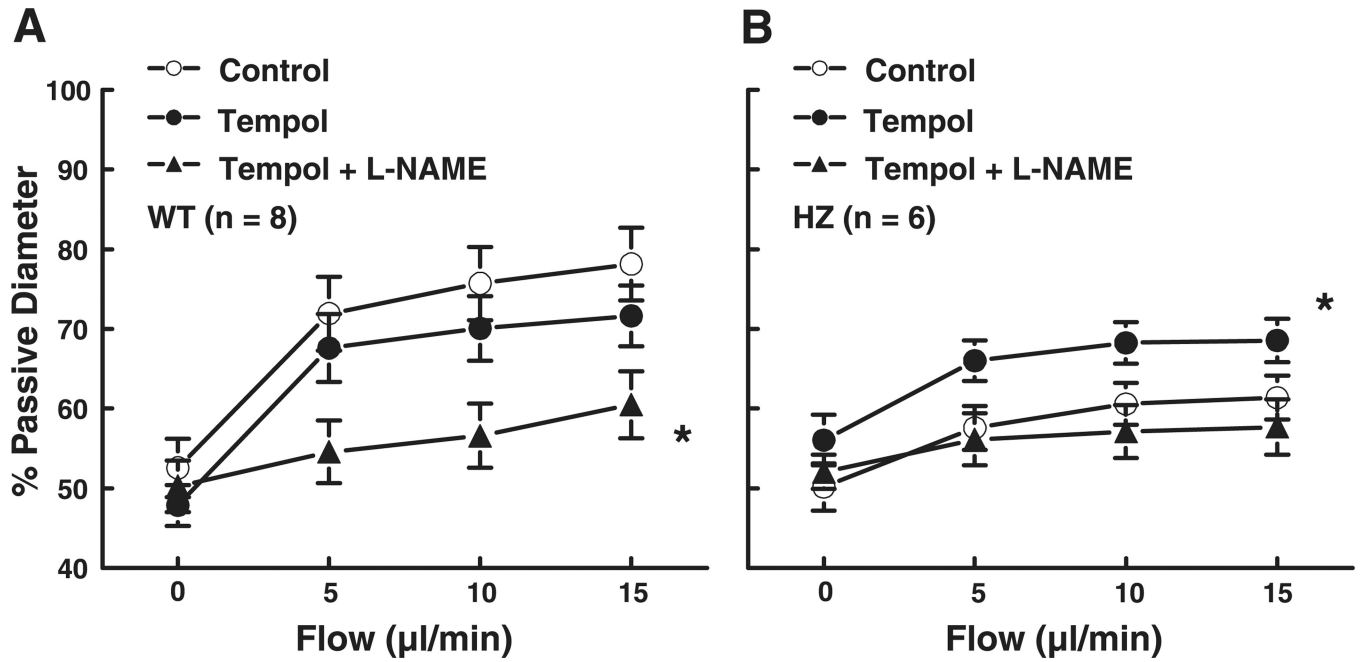 A
Control
Tempol
Tempol + L-NAME
WT (n = 8)
% Passive Diameter
100
90
80
70
60
50
40
*
0 5 10 15
Flow (µl/min)
B
Control
Tempol
Tempol + L-NAME
HZ (n = 6)
*
0 5 10 15
Flow (µl/min)